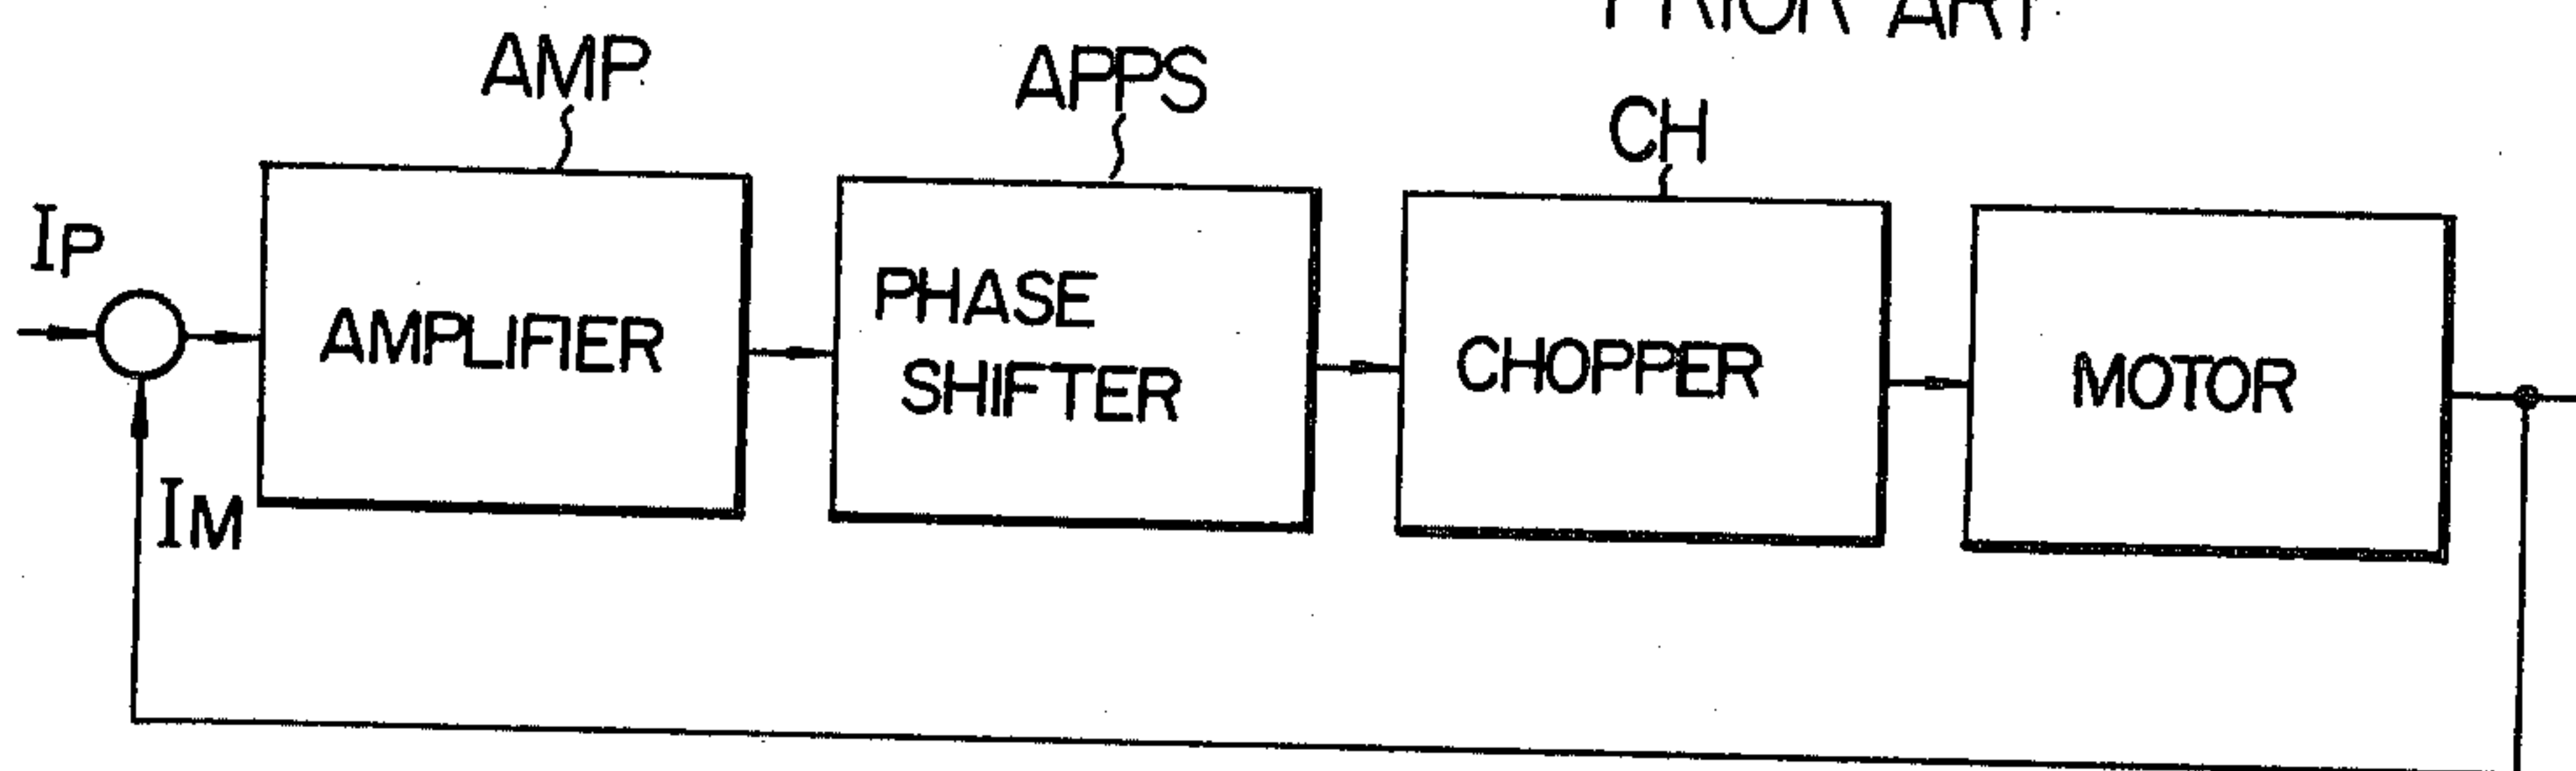 PRIOR ART
AMP
APPS
CH
IP
AMPLIFIER
PHASE
SHIFTER
CHOPPER
MOTOR
IM